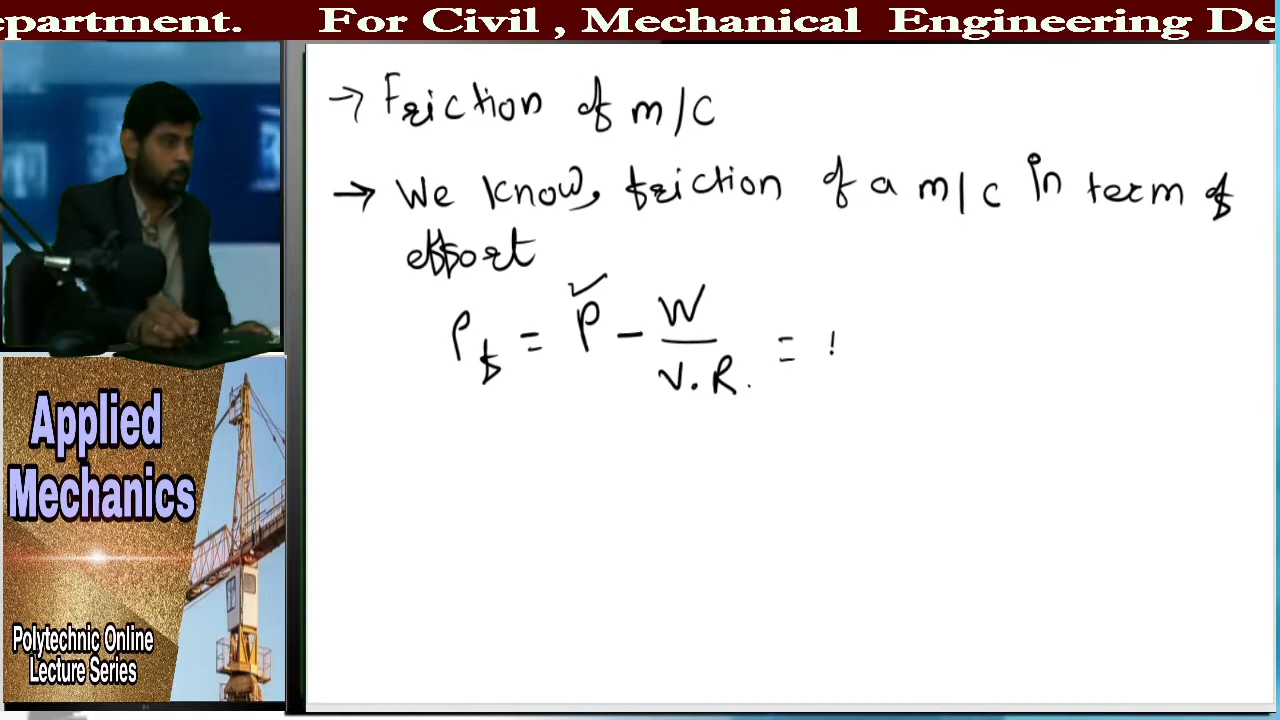 epartment. For Civil , Mechanical Engineering De
→ Friction of m/c
→ We know, friction of a m/c in term of
effort
P_f = P - W / V.R. =
Applied
Mechanics
Polytechnic Online
Lecture Series